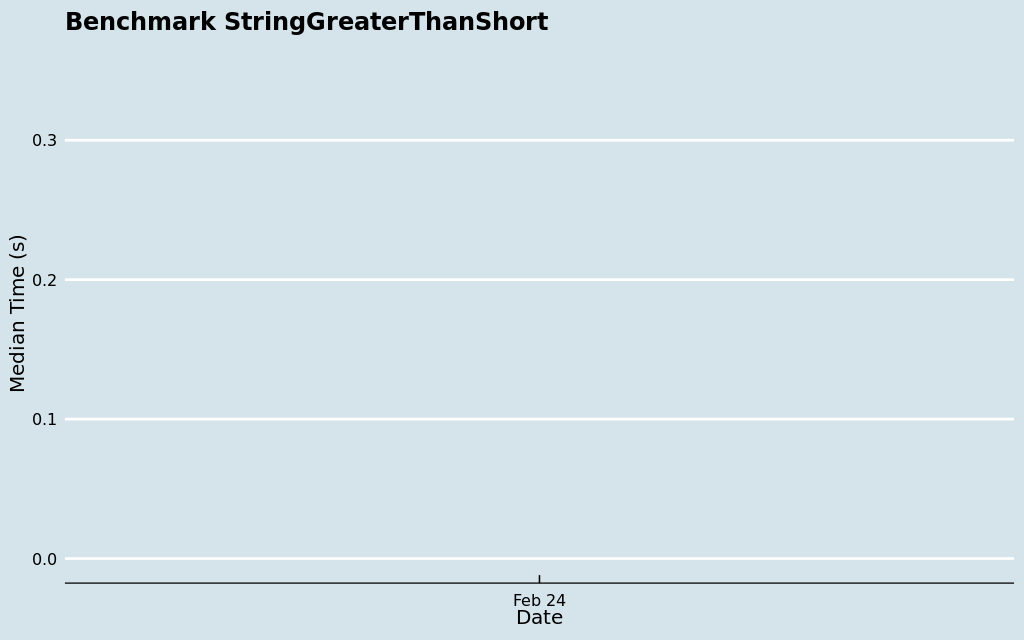 Benchmark StringGreaterThanShort
0.3
0.2
0.1
0.0
Median Time (s)
Feb 24
Date